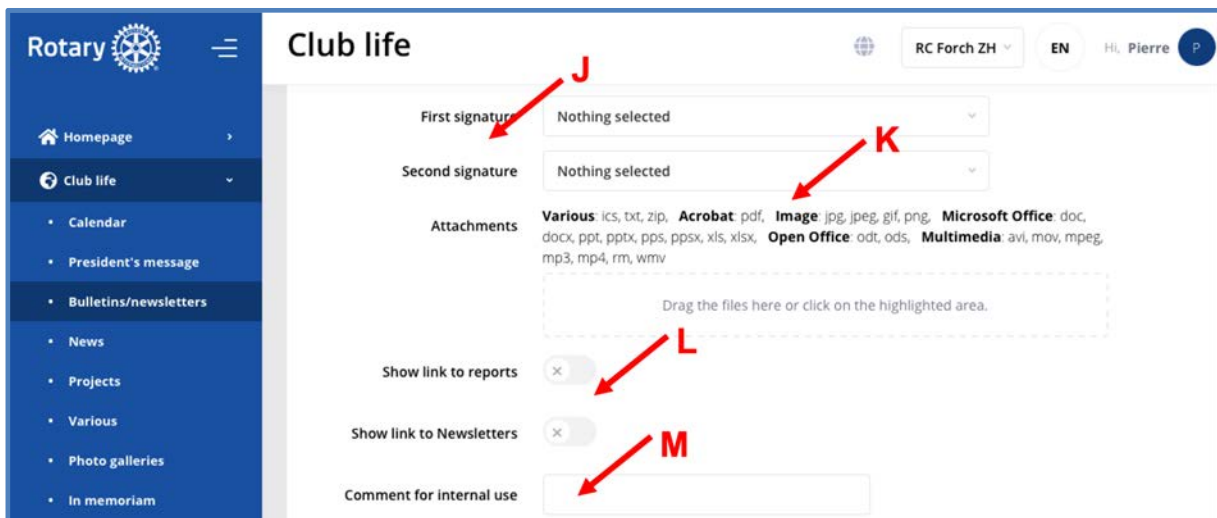 Rotary
Club life
RC Forch ZH
EN
Hi, Pierre
P
J
Homepage
Club life
Calendar
President's message
Bulletins/newsletters
News
Projects
Various
Photo galleries
In memoriam
First signature
Nothing selected
K
Second signature
Nothing selected
Attachments
Various: ics, txt, zip, Acrobat: pdf, Image: jpg, jpeg, gif, png, Microsoft Office: doc,
docx, ppt, pptx, pps, ppsx, xls, xlsx, Open Office: odt, ods, Multimedia: avi, mov, mpeg,
mp3, mp4, rm, wmv
Drag the files here or click on the highlighted area.
L
Show link to reports
Show link to Newsletters
M
Comment for internal use